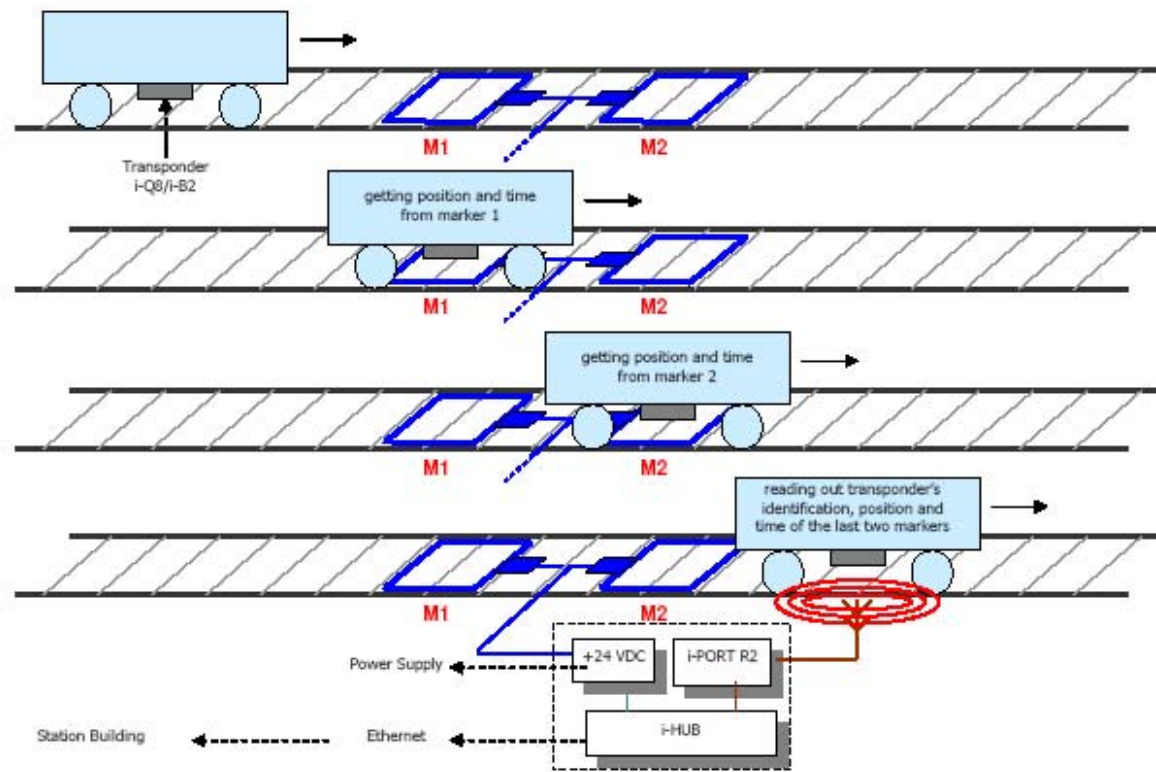 M1
M2
Transponder
i-Q8/i-B2
getting position and time
from marker 1
M1
M2
getting position and time
from marker 2
M1
M2
reading out transponder's
identification, position and
time of the last two markers
M1
M2
+24 VDC
i-PORT R2
Power Supply
Station Building
Ethernet
i-HUB